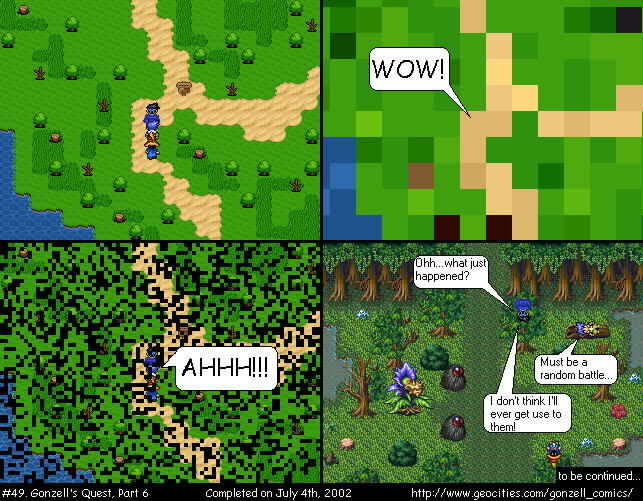 WOW!
AHHH!!!
Ohh...what just
happened?
Must be a
random battle...
I don't think I'll
ever get use to
them!
to be continued...
#49. Gonzell's Quest, Part 6
Completed on July 4th, 2002
http://www.geocities.com/gonzell_comics/